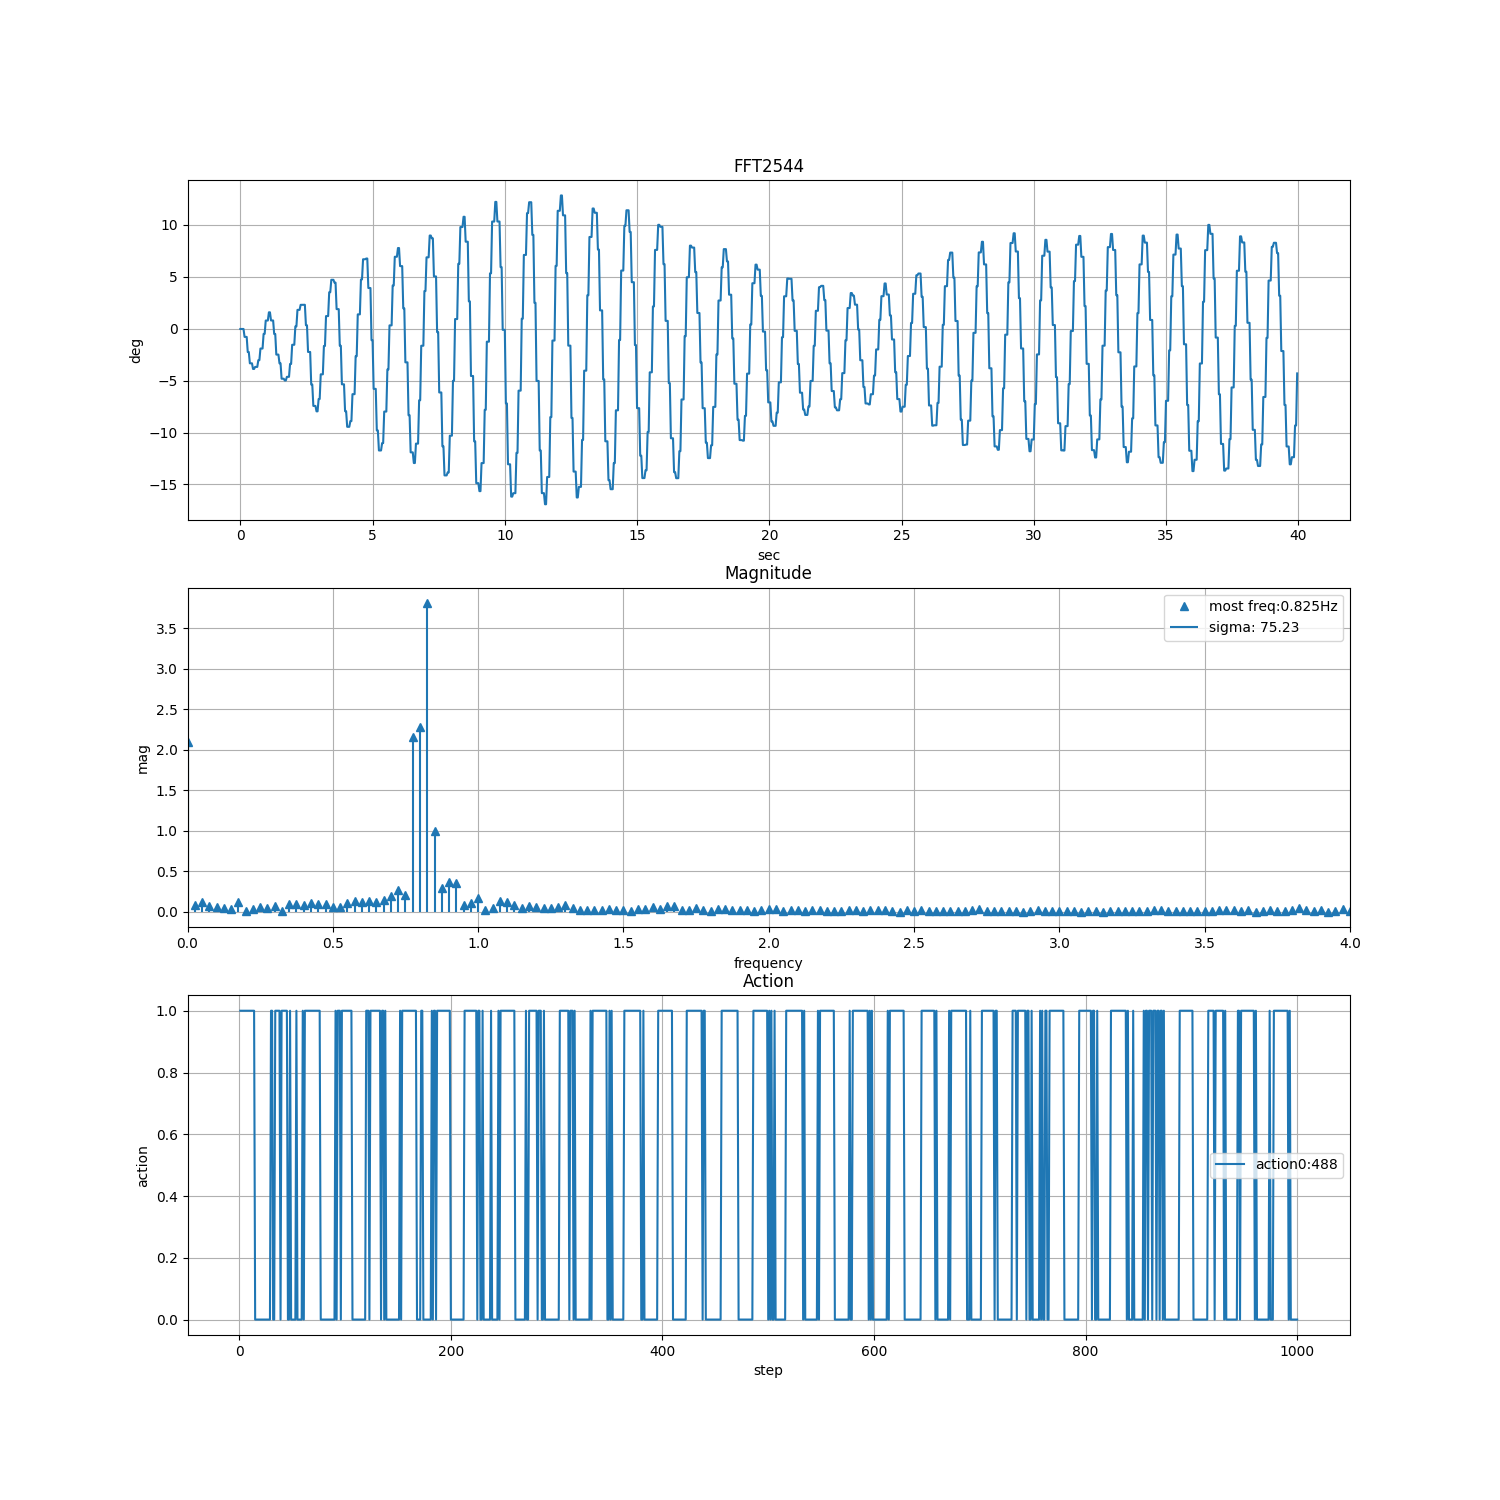 FFT2544
10
5
0
−5
−10
−15
deg
0 5 10 15 20 25 30 35 40
sec
Magnitude
most freq:0.825Hz
sigma: 75.23
3.5
3.0
2.5
2.0
1.5
1.0
0.5
0.0
mag
0.0 0.5 1.0 1.5 2.0 2.5 3.0 3.5 4.0
frequency
Action
1.0
0.8
0.6
0.4
0.2
0.0
action
action0:488
0 200 400 600 800 1000
step